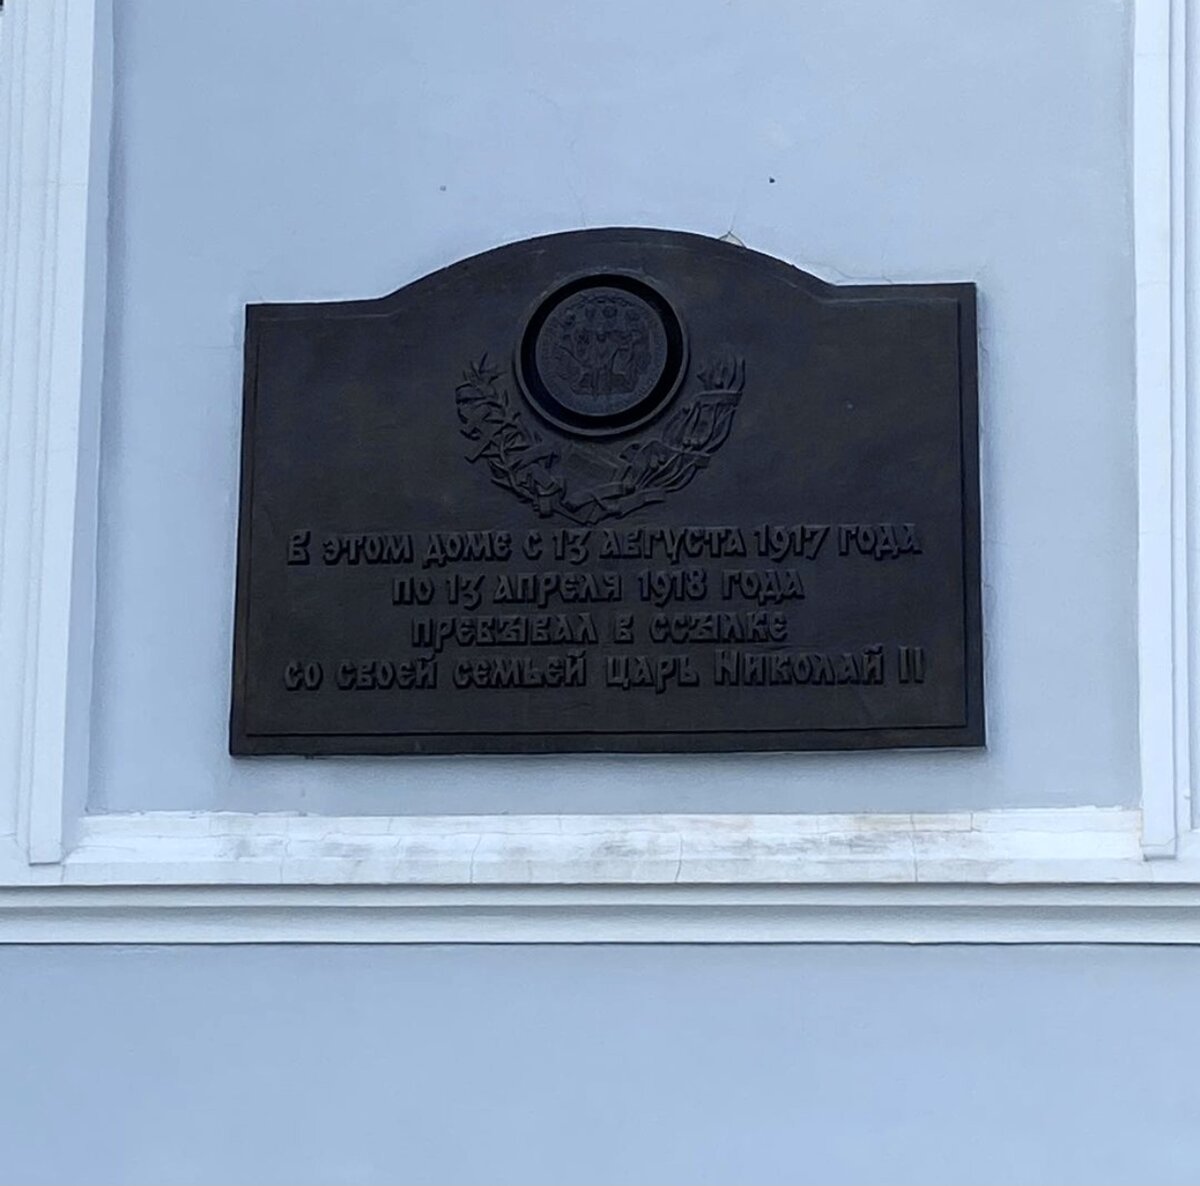 В этом доме с 13 августа 1917 года
по 13 апреля 1918 года
пребывал в ссылке
со своей семьей царь Николай II